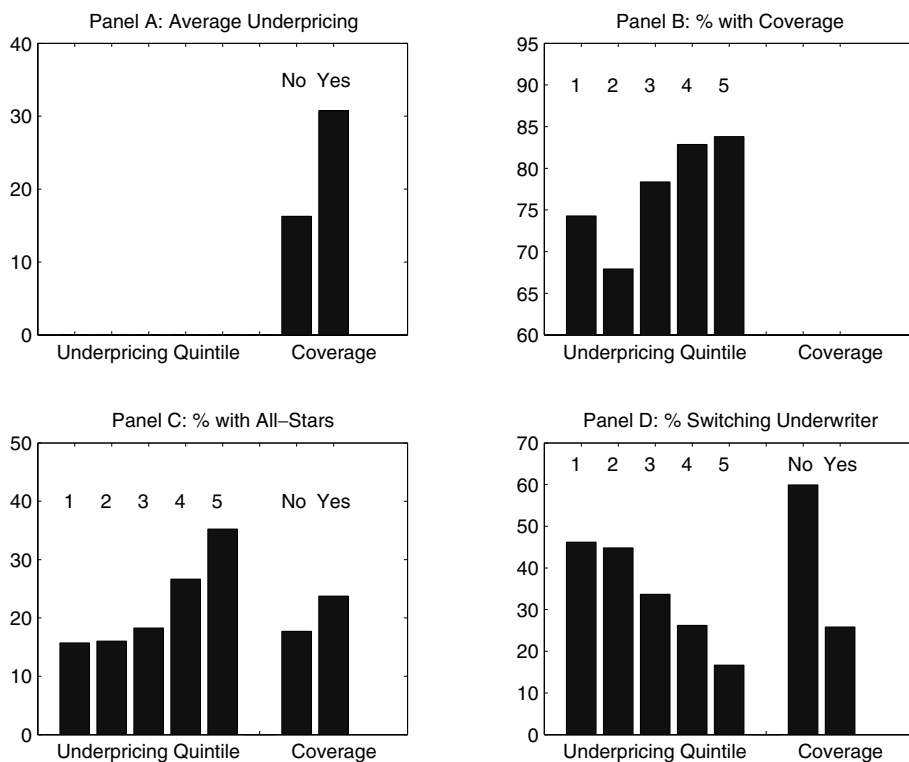 Panel A: Average Underpricing
40
30
20
10
0
No Yes
Underpricing Quintile Coverage
Panel B: % with Coverage
95
90
85
80
75
70
65
60
1 2 3 4 5
Underpricing Quintile Coverage
Panel C: % with All−Stars
50
40
30
20
10
0
1 2 3 4 5 No Yes
Underpricing Quintile Coverage
Panel D: % Switching Underwriter
70
60
50
40
30
20
10
0
1 2 3 4 5 No Yes
Underpricing Quintile Coverage